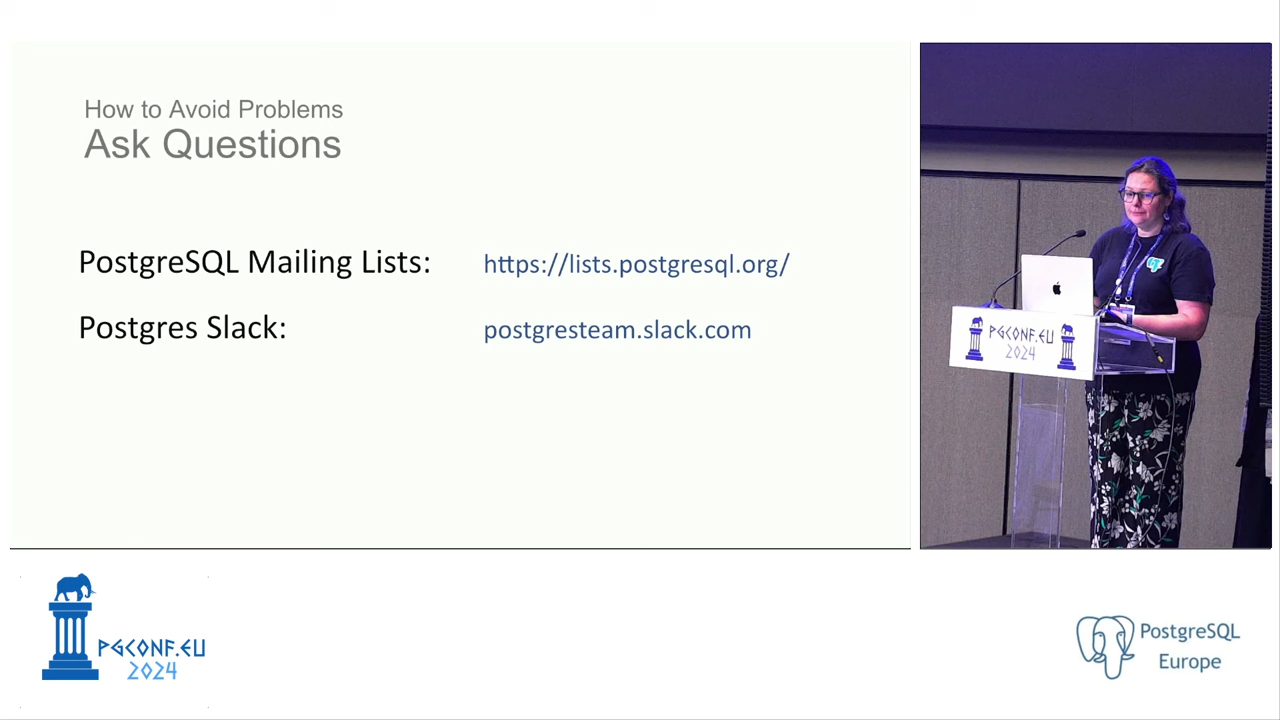 How to Avoid Problems
Ask Questions
PostgreSQL Mailing Lists: https://lists.postgresql.org/
Postgres Slack: postgresteam.slack.com
PGCONF.EU
2024
PGCONF.EU
2024
PostgreSQL
Europe